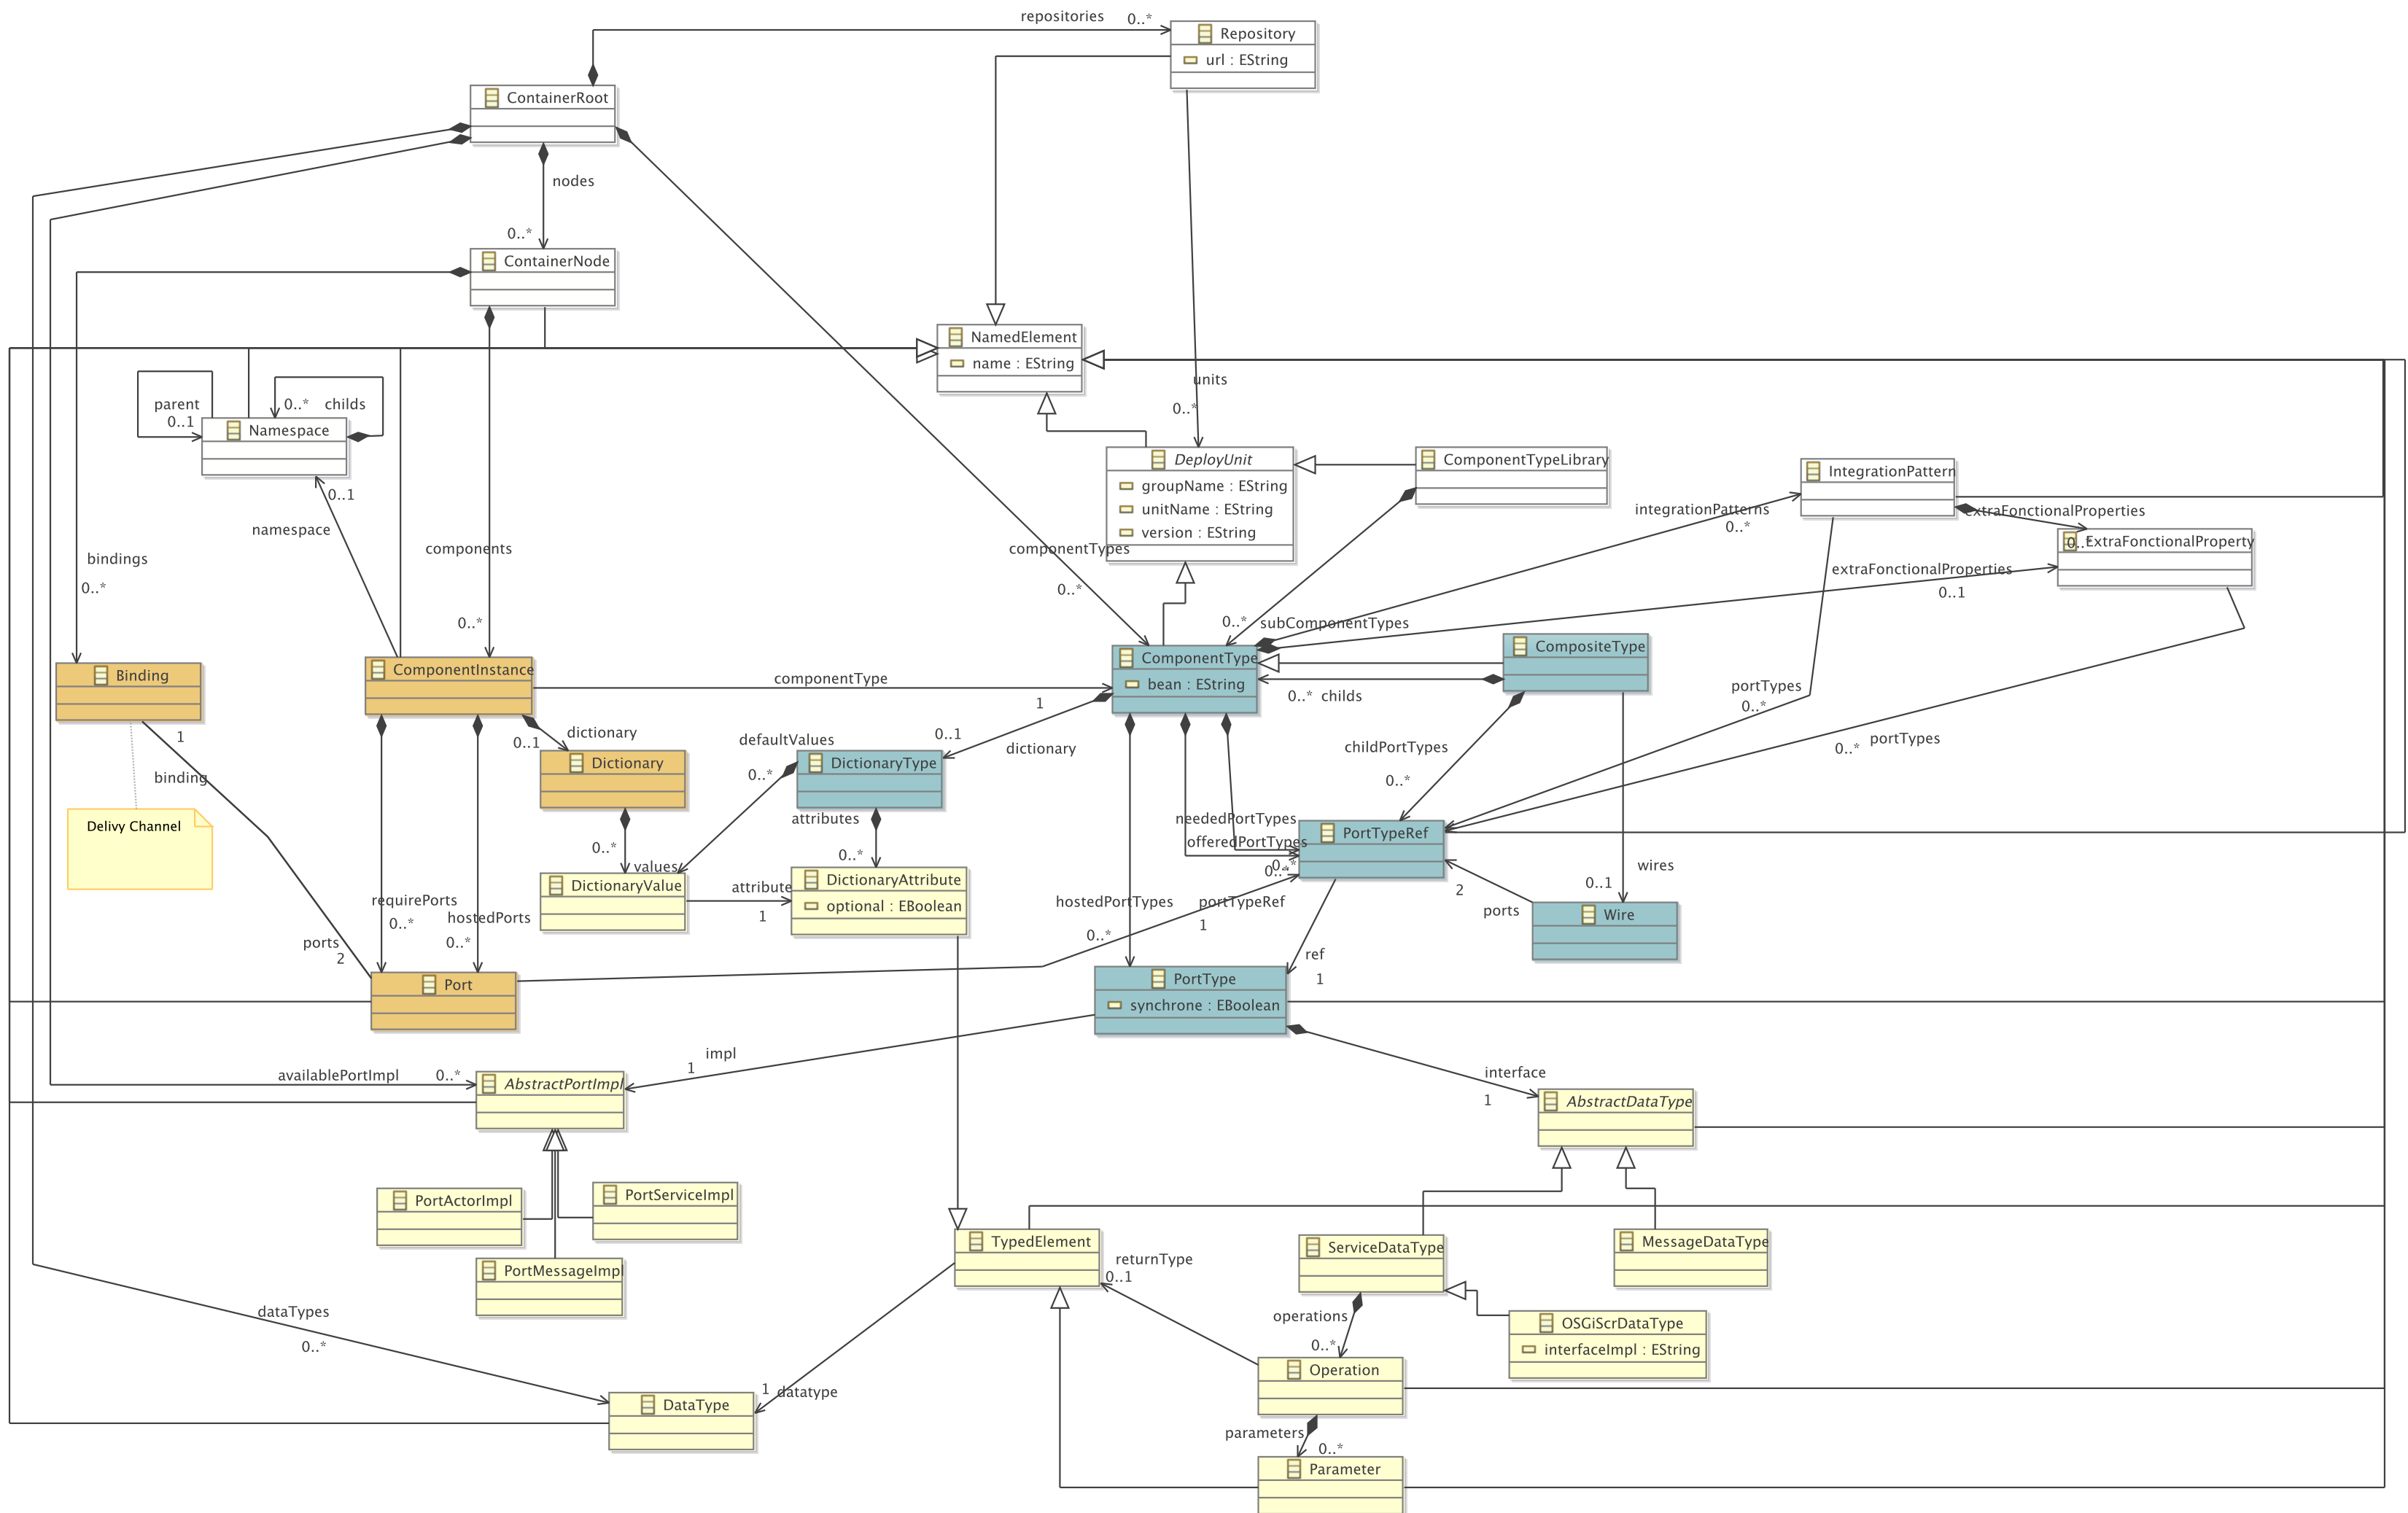 repositories
0..*
Repository
url : EString
ContainerRoot
nodes
0..*
ContainerNode
NamedElement
name : EString
units
0..*
parent
0..1
0..*
childs
Namespace
0..1
namespace
DeployUnit
groupName : EString
unitName : EString
version : EString
ComponentTypeLibrary
IntegrationPattern
integrationPatterns
0..*
extraFonctionalProperties
0..*
ExtraFonctionalProperty
extraFonctionalProperties
0..1
bindings
0..*
components
0..*
componentTypes
0..*
0..*
subComponentTypes
Binding
ComponentInstance
componentType
1
ComponentType
bean : EString
CompositeType
0..*
childs
portTypes
0..*
0..*
portTypes
1
binding
Delivy Channel
0..1
dictionary
Dictionary
defaultValues
0..*
0..1
dictionary
DictionaryType
attributes
0..*
childPortTypes
0..*
neededPortTypes
offeredPortTypes
0..*
0..*
PortTypeRef
wires
0..1
0..*
values
DictionaryValue
attribute
1
DictionaryAttribute
optional : EBoolean
requirePorts
0..*
hostedPorts
0..*
hostedPortTypes
0..*
portTypeRef
1
2
ports
Wire
ports
2
Port
ref
1
PortType
synchrone : EBoolean
impl
1
availablePortImpl
0..*
AbstractPortImpl
interface
1
AbstractDataType
PortActorImpl
PortServiceImpl
PortMessageImpl
TypedElement
returnType
0..1
ServiceDataType
MessageDataType
operations
0..*
OSGiScrDataType
interfaceImpl : EString
dataTypes
0..*
Operation
1
datatype
DataType
parameters
0..*
Parameter